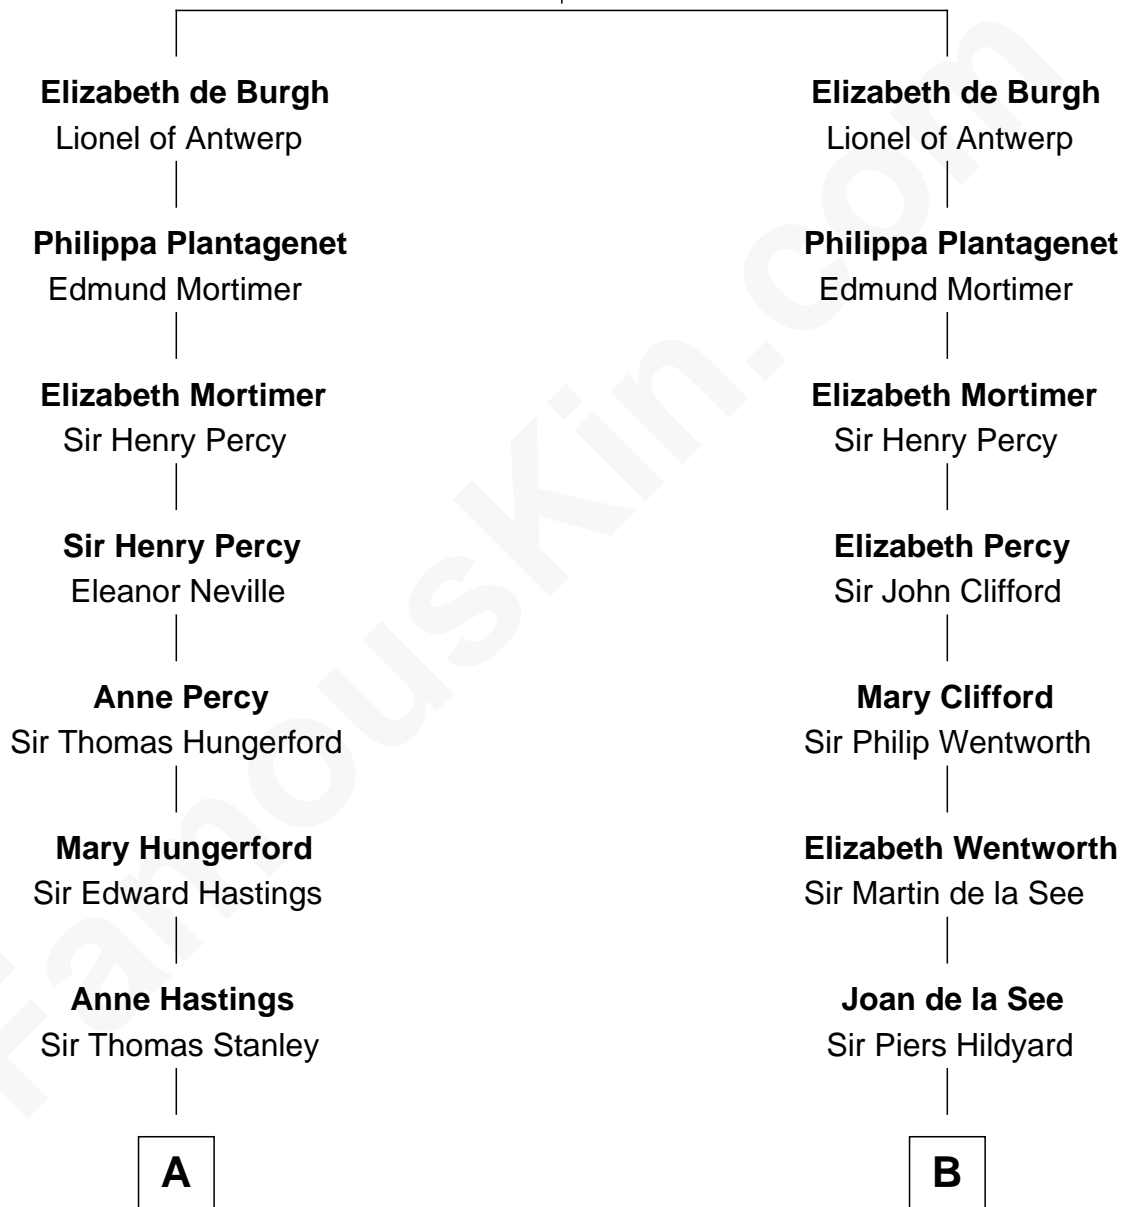 Elizabeth de Burgh
Lionel of Antwerp
Philippa Plantagenet
Edmund Mortimer
Elizabeth Mortimer
Sir Henry Percy
Sir Henry Percy
Eleanor Neville
Anne Percy
Sir Thomas Hungerford
Mary Hungerford
Sir Edward Hastings
Anne Hastings
Sir Thomas Stanley
A
Elizabeth de Burgh
Lionel of Antwerp
Philippa Plantagenet
Edmund Mortimer
Elizabeth Mortimer
Sir Henry Percy
Elizabeth Percy
Sir John Clifford
Mary Clifford
Sir Philip Wentworth
Elizabeth Wentworth
Sir Martin de la See
Joan de la See
Sir Piers Hildyard
B
FamousKin.com